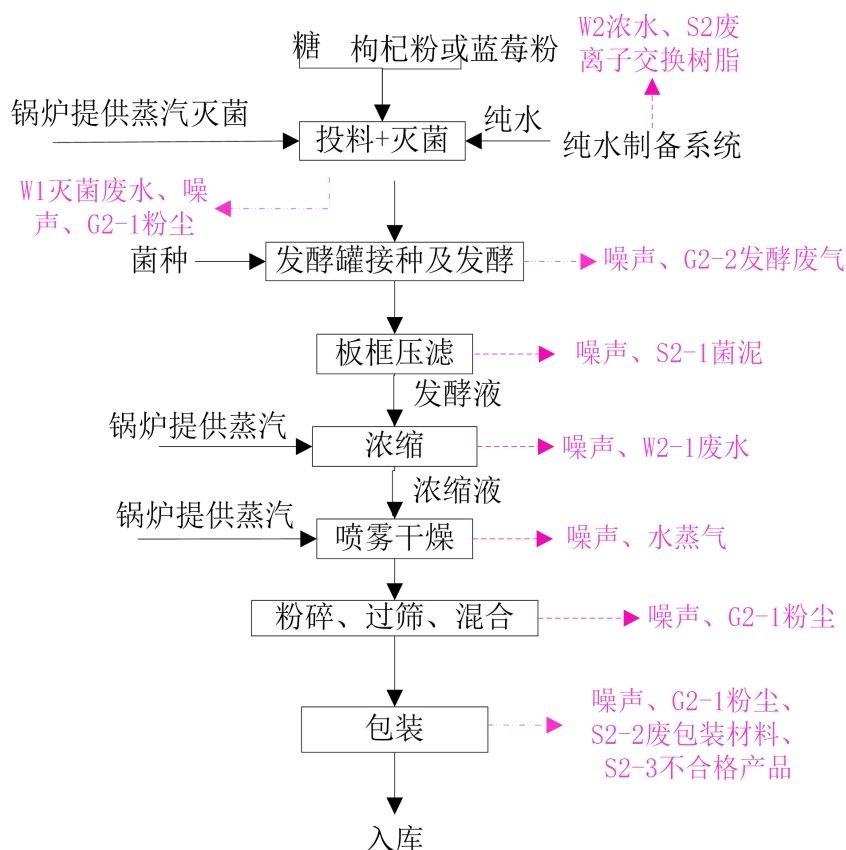 糖
枸杞粉或蓝莓粉
W2浓水、S2废
离子交换树脂
锅炉提供蒸汽灭菌
投料+灭菌
纯水
纯水制备系统
W1灭菌废水、噪
声、G2-1粉尘
菌种
发酵罐接种及发酵
噪声、G2-2发酵废气
板框压滤
噪声、S2-1菌泥
发酵液
锅炉提供蒸汽
浓缩
噪声、W2-1废水
浓缩液
锅炉提供蒸汽
喷雾干燥
噪声、水蒸气
粉碎、过筛、混合
噪声、G2-1粉尘
包装
噪声、G2-1粉尘、
S2-2废包装材料、
S2-3不合格产品
入库